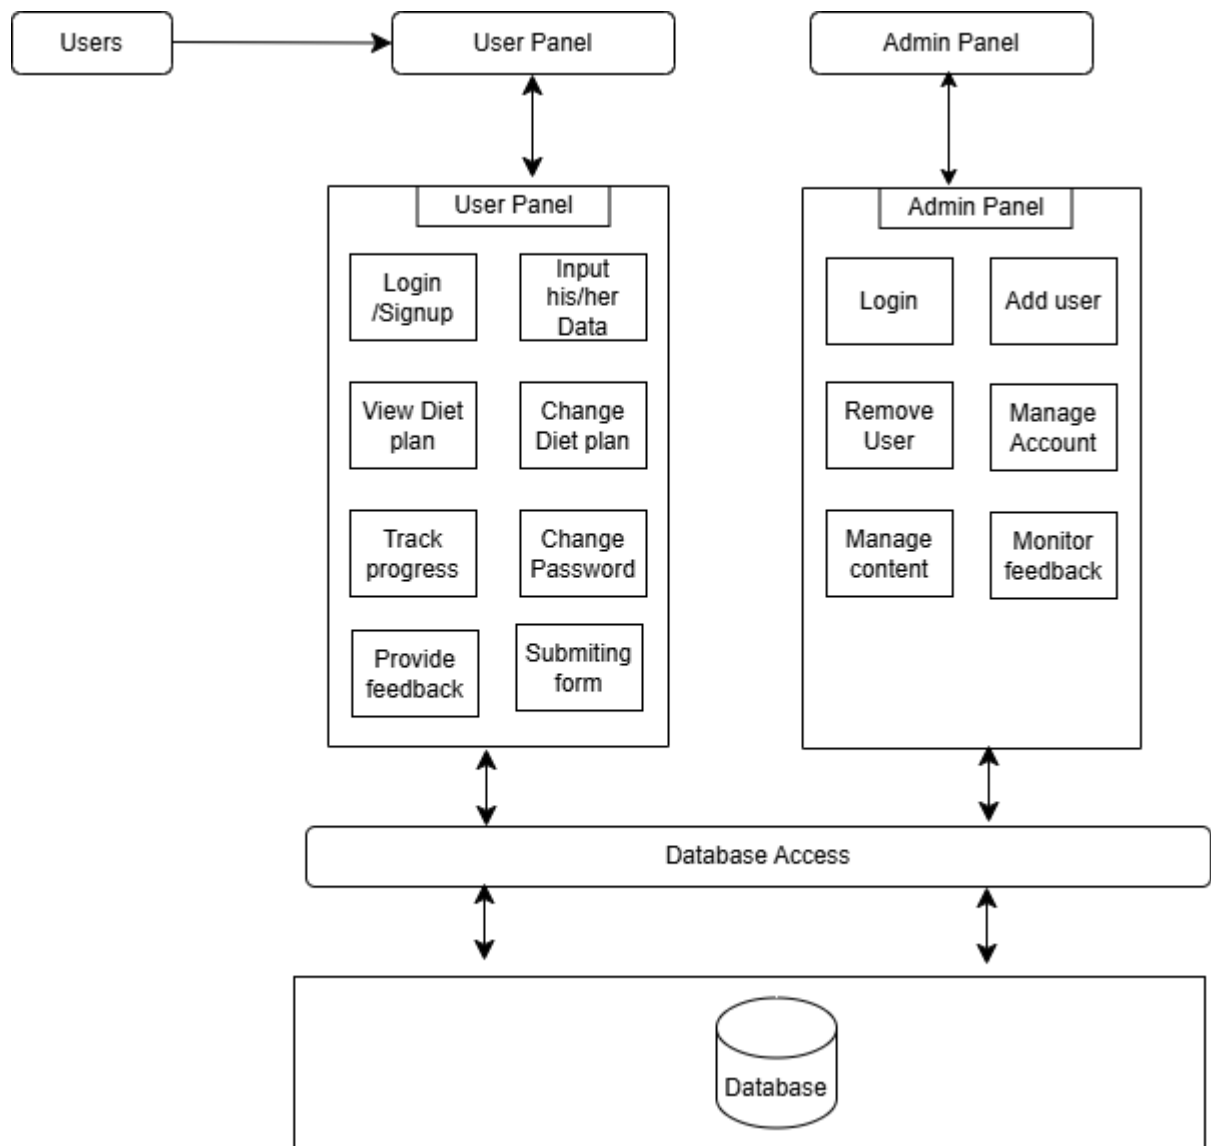 Users
User Panel
Admin Panel
User Panel
Login
/Signup
Input
his/her
Data
View Diet
plan
Change
Diet plan
Track
progress
Change
Password
Provide
feedback
Submiting
form
Admin Panel
Login
Add user
Remove
User
Manage
Account
Manage
content
Monitor
feedback
Database Access
Database